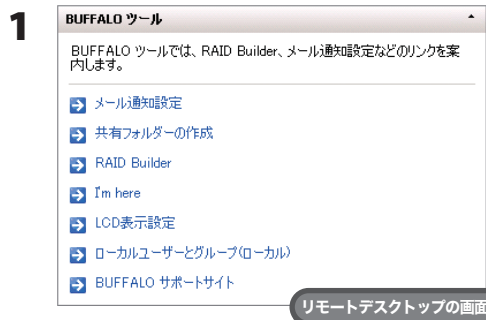 1
BUFFALO ツール
BUFFALO ツールでは、RAID Builder、メール通知設定などのリンクを案
内します。
メール通知設定
共有フォルダーの作成
RAID Builder
I'm here
LCD表示設定
ローカルユーザーとグループ(ローカル)
BUFFALO サポートサイト
リモートデスクトップの画面